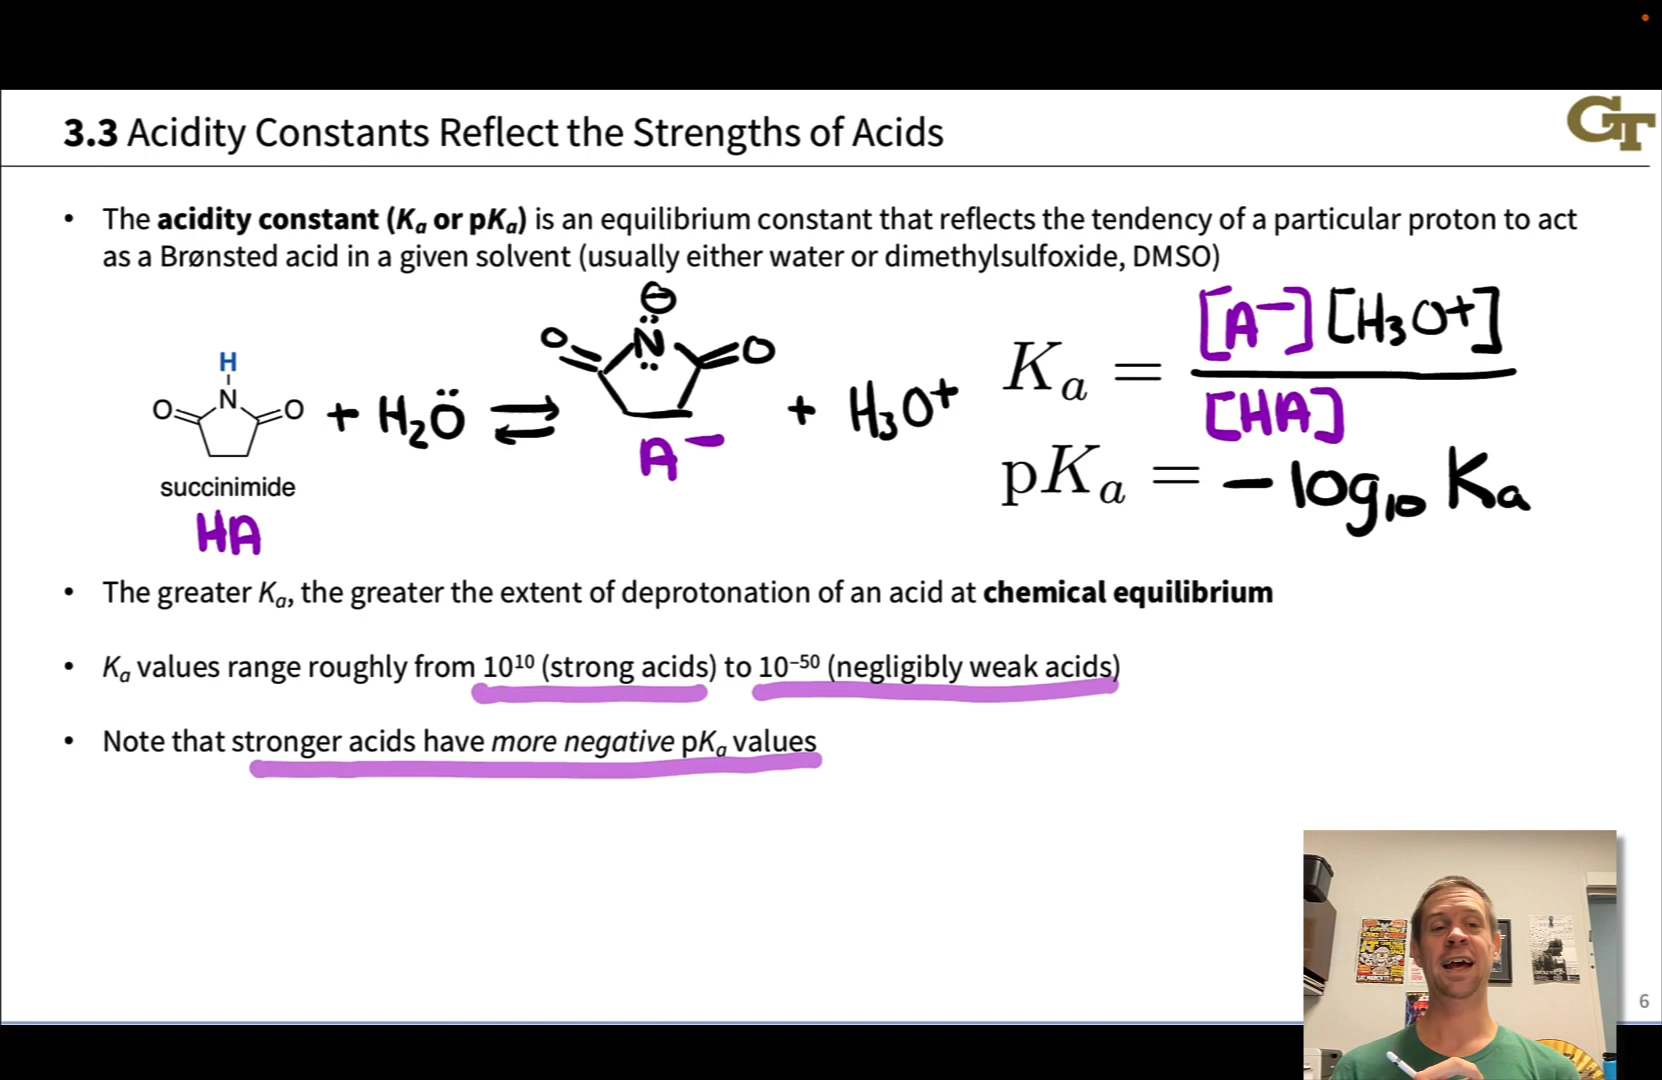 GT
3.3 Acidity Constants Reflect the Strengths of Acids
• The acidity constant (Ka or pKa) is an equilibrium constant that reflects the tendency of a particular proton to act
as a Brønsted acid in a given solvent (usually either water or dimethylsulfoxide, DMSO)
H
N
O
O
succinimide
HA
+ H₂Ö ⇌
⊖
N
O
O
A⁻
+ H₃O⁺
Ka = [A⁻][H₃O⁺]
[HA]
pKa = −log₁₀ Ka
• The greater Ka, the greater the extent of deprotonation of an acid at chemical equilibrium
• Ka values range roughly from 10¹⁰ (strong acids) to 10⁻⁵⁰ (negligibly weak acids)
• Note that stronger acids have more negative pKa values
6